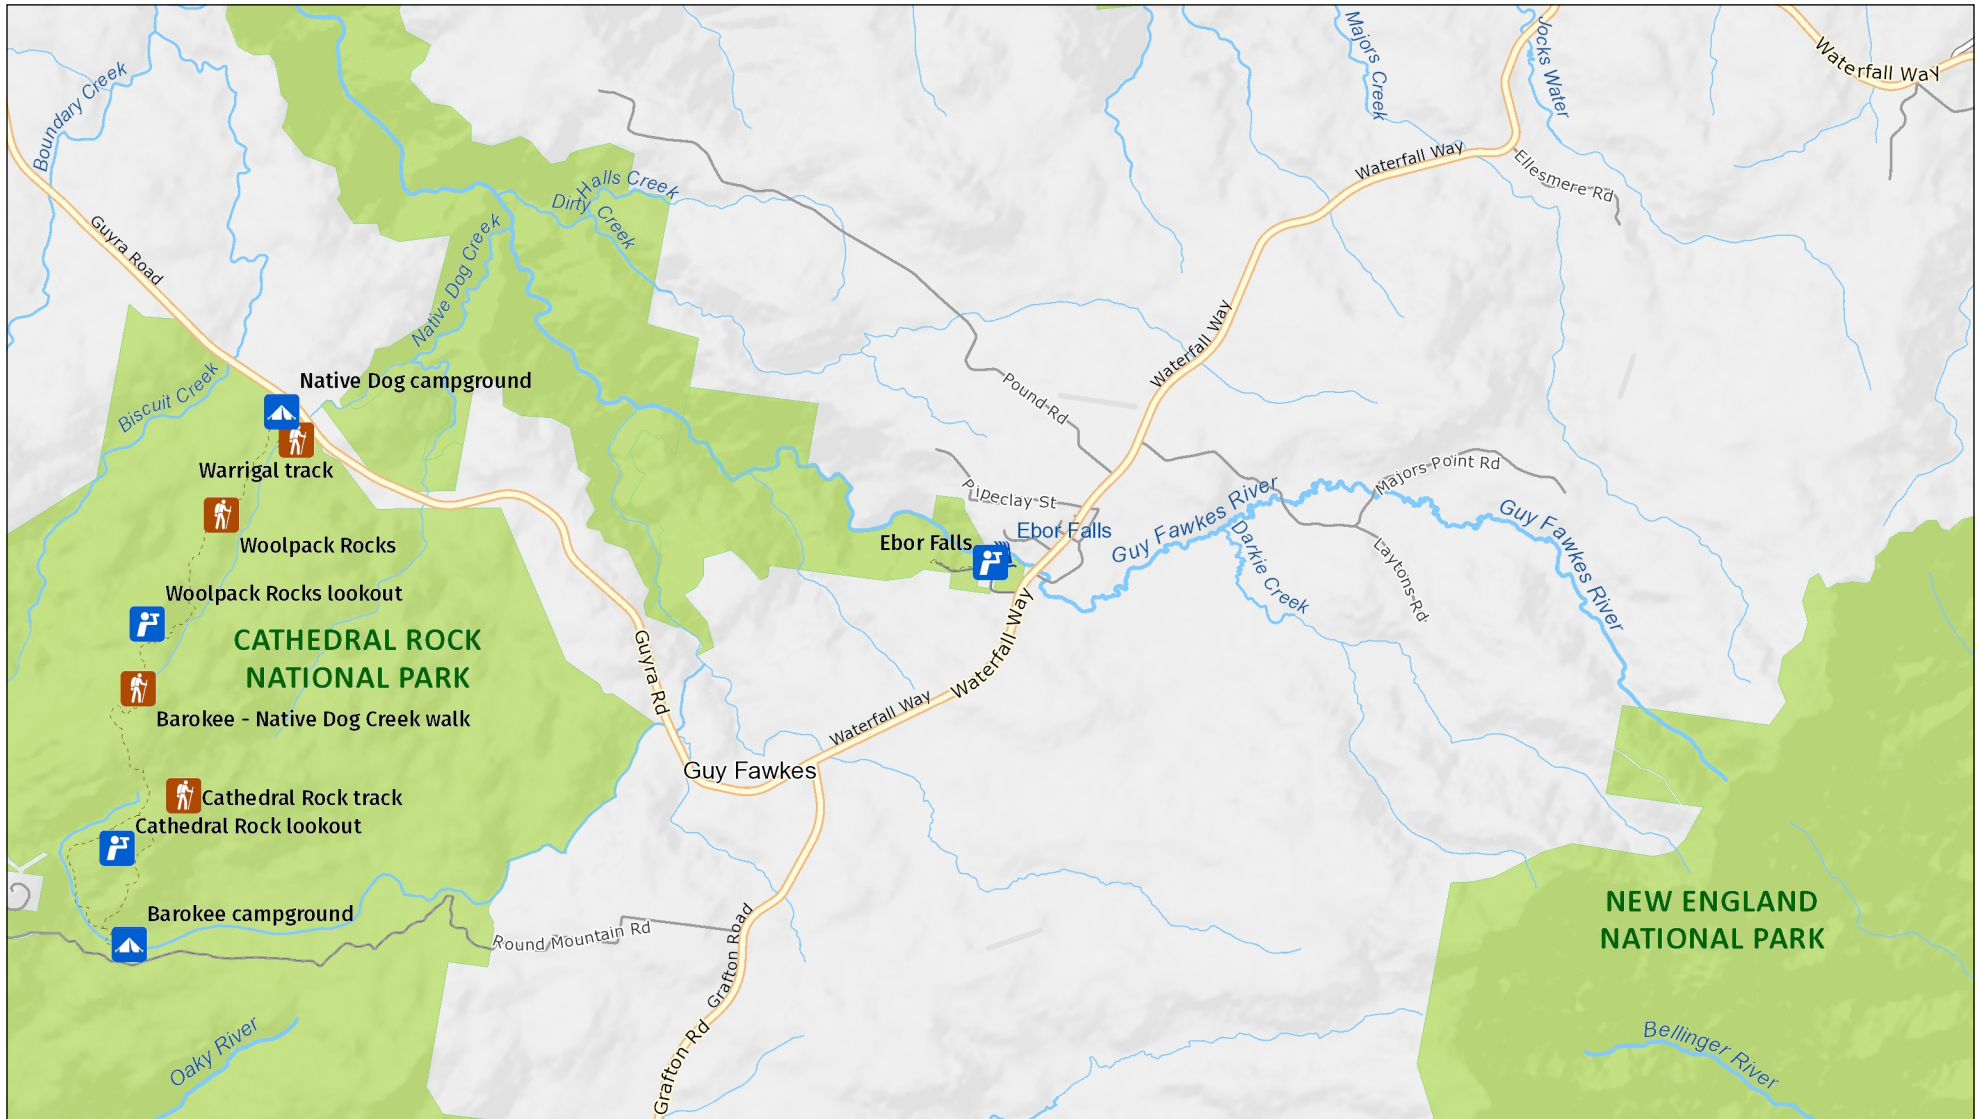 Boundary Creek
Majors Creek
Jocks Water
Waterfall Way
Waterfall Way
Ellesmere Rd
Halls Creek
Dirty Creek
Guyra Road
Native Dog Creek
Waterfall Way
Biscuit Creek
Native Dog campground
Pound Rd
Warrigal track
Majors Point Rd
Pipeclay St
Guy Fawkes River
Guy Fawkes River
Ebor Falls
Ebor Falls
Woolpack Rocks
Darkie Creek
Laytons Rd
Woolpack Rocks lookout
CATHEDRAL ROCK
NATIONAL PARK
Guyra Rd
Waterfall Way
Waterfall Way
Barokee - Native Dog Creek walk
Guy Fawkes
Cathedral Rock track
Cathedral Rock lookout
Barokee campground
Round Mountain Rd
Grafton Road
NEW ENGLAND
NATIONAL PARK
Oaky River
Grafton Rd
Bellinger River